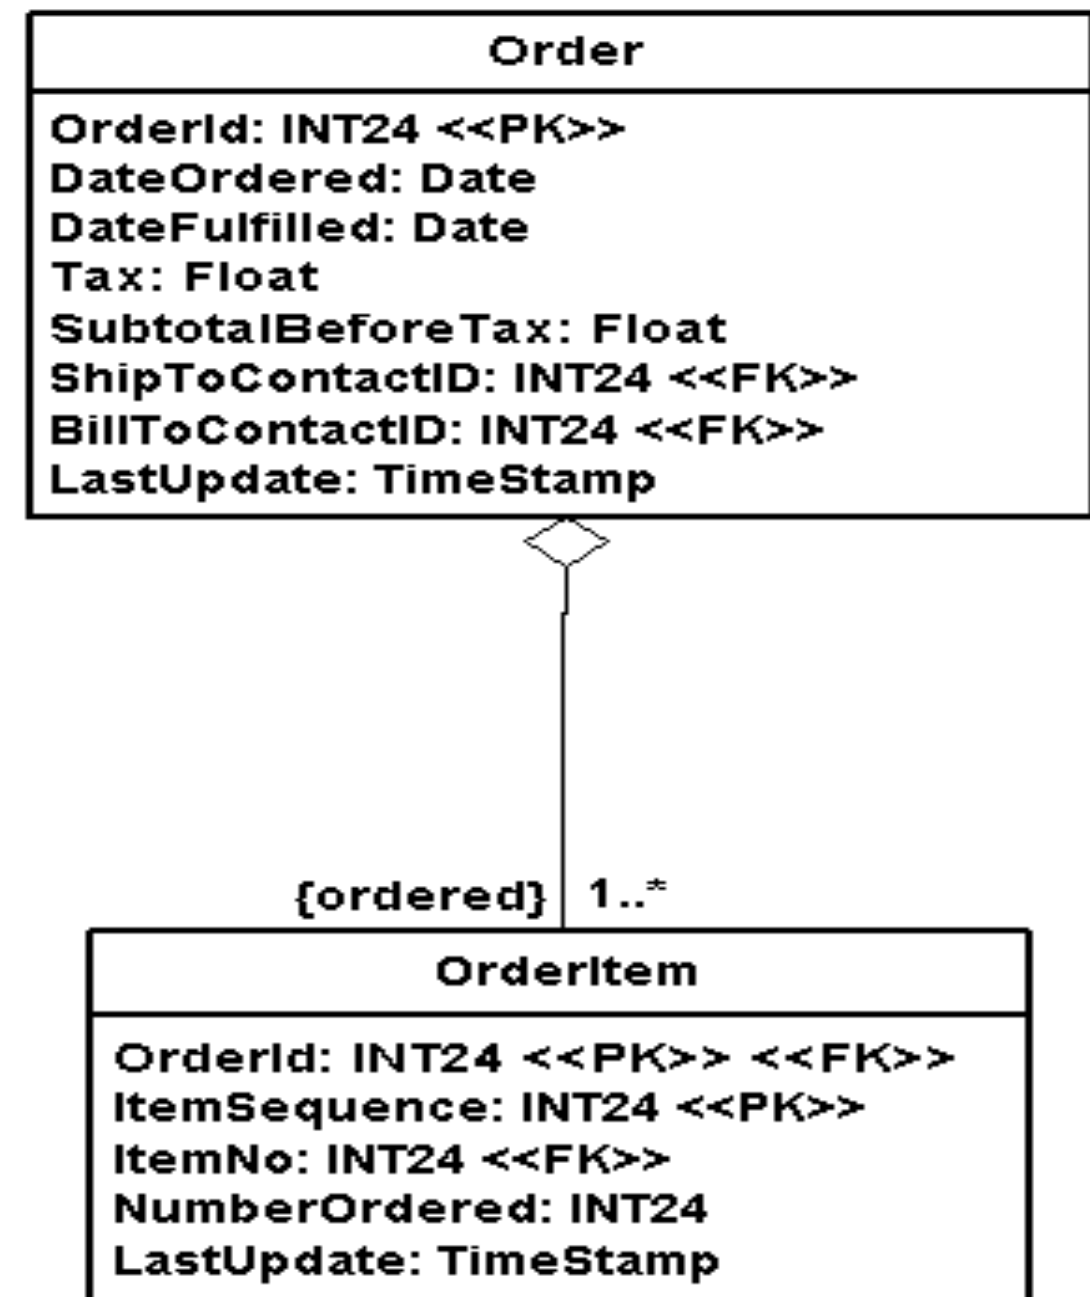 Order
OrderId: INT24 <<PK>>
DateOrdered: Date
DateFulfilled: Date
Tax: Float
SubtotalBeforeTax: Float
ShipToContactID: INT24 <<FK>>
BillToContactID: INT24 <<FK>>
LastUpdate: TimeStamp
{ordered} 1..*
OrderItem
OrderId: INT24 <<PK>> <<FK>>
ItemSequence: INT24 <<PK>>
ItemNo: INT24 <<FK>>
NumberOrdered: INT24
LastUpdate: TimeStamp